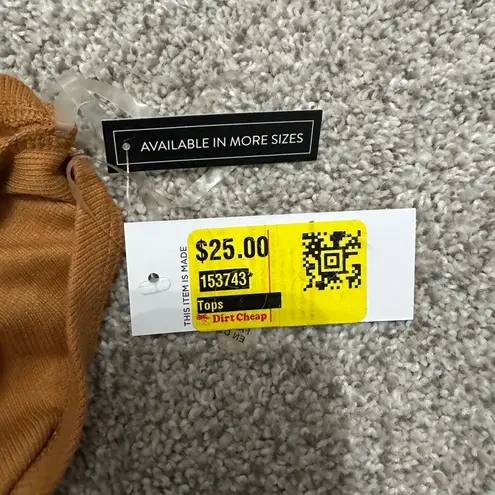 AVAILABLE IN MORE SIZES
THIS ITEM IS MADE
$25.00
153743*
Tops
Dirt Cheap